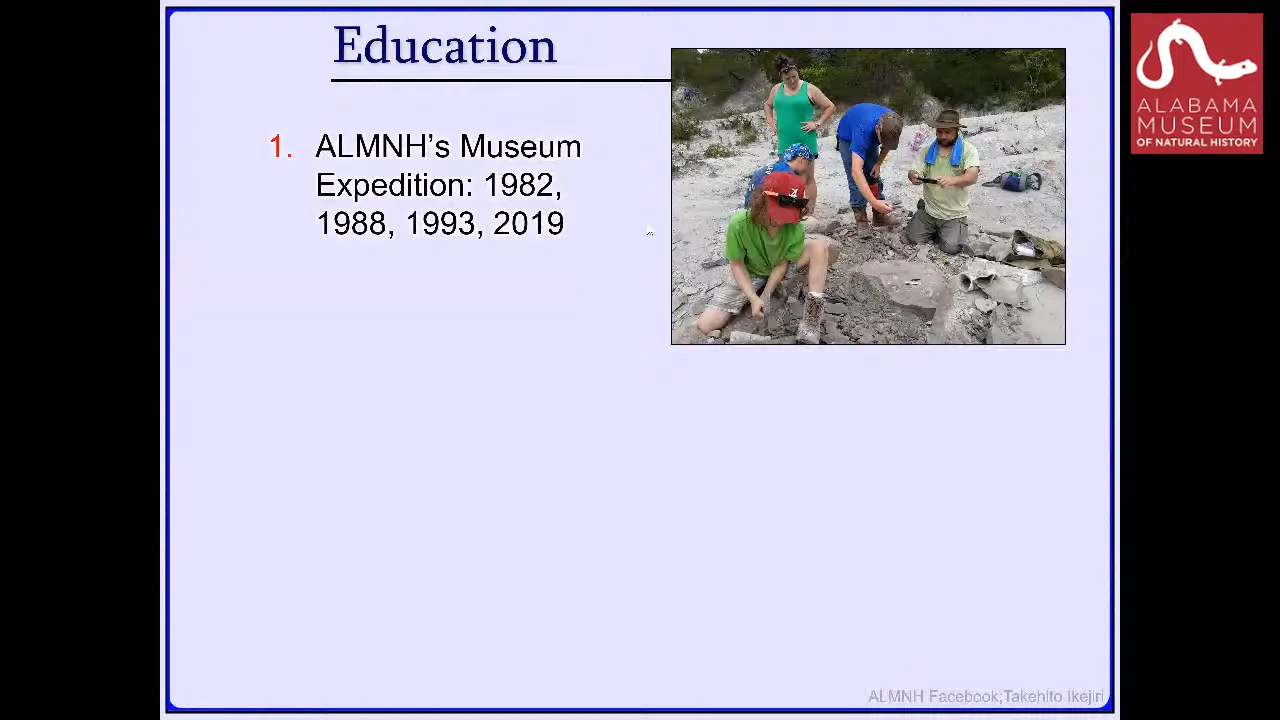 Education
1. ALMNH's Museum
Expedition: 1982,
1988, 1993, 2019
ALABAMA
MUSEUM
OF NATURAL HISTORY
ALMNH Facebook;Takehito Ikejiri